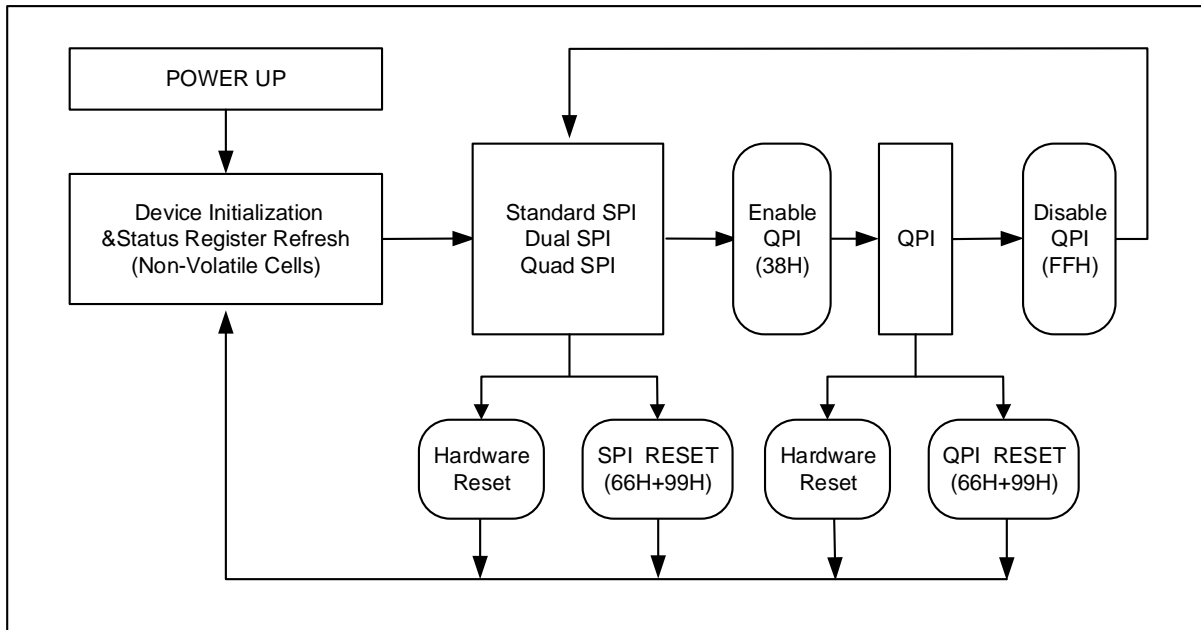 POWER UP
Device Initialization
&Status Register Refresh
(Non-Volatile Cells)
Standard SPI
Dual SPI
Quad SPI
Enable
QPI
(38H)
QPI
Disable
QPI
(FFH)
Hardware
Reset
SPI RESET
(66H+99H)
Hardware
Reset
QPI RESET
(66H+99H)